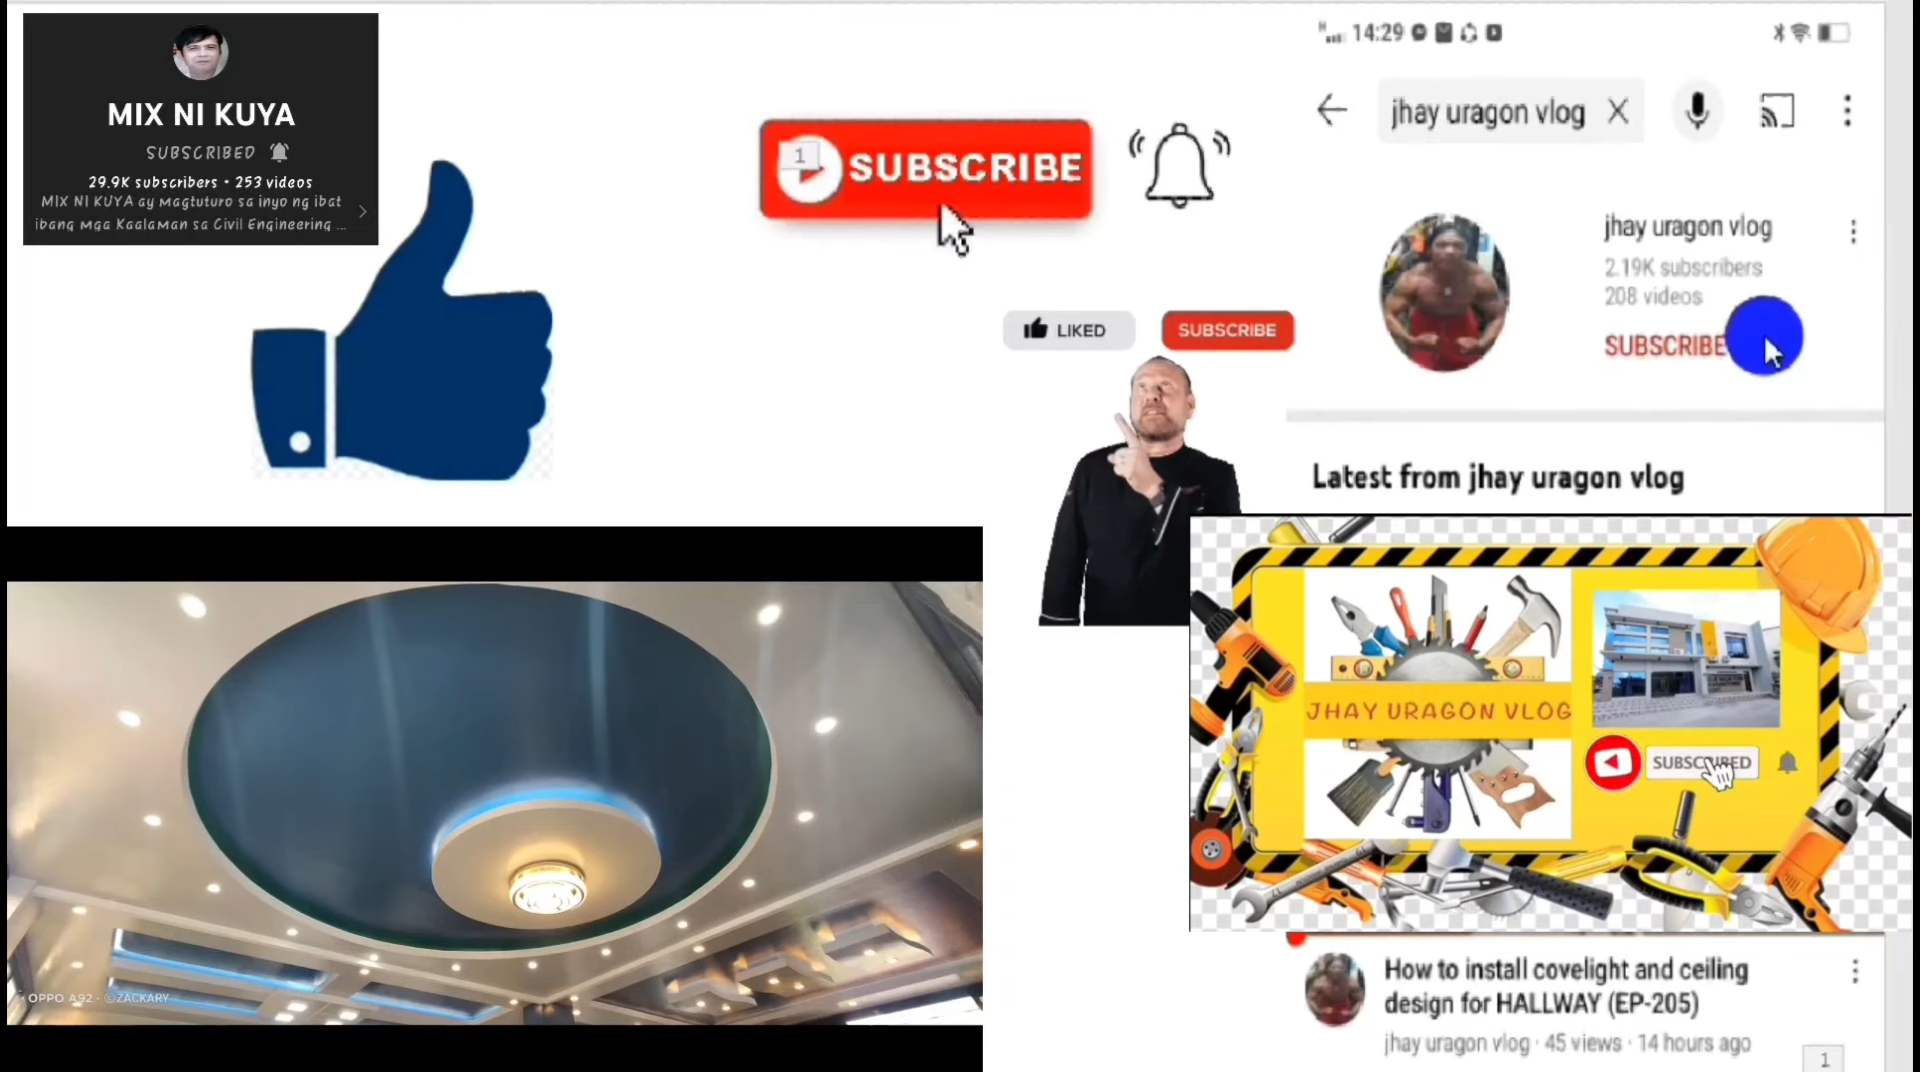 MIX NI KUYA
SUBSCRIBED
29.9K subscribers • 253 videos
MIX NI KUYA ay magtuturo sa inyo ng ibat
ibang mga Kaalaman sa Civil Engineering ...
1
SUBSCRIBE
LIKED
SUBSCRIBE
H
14:29
jhay uragon vlog
jhay uragon vlog
2.19K subscribers
208 videos
SUBSCRIBE
Latest from jhay uragon vlog
JHAY URAGON VLOG
SUBSCRIBED
OPPO A92 · ©ZACKARY
How to install covelight and ceiling
design for HALLWAY (EP-205)
jhay uragon vlog · 45 views · 14 hours ago
1